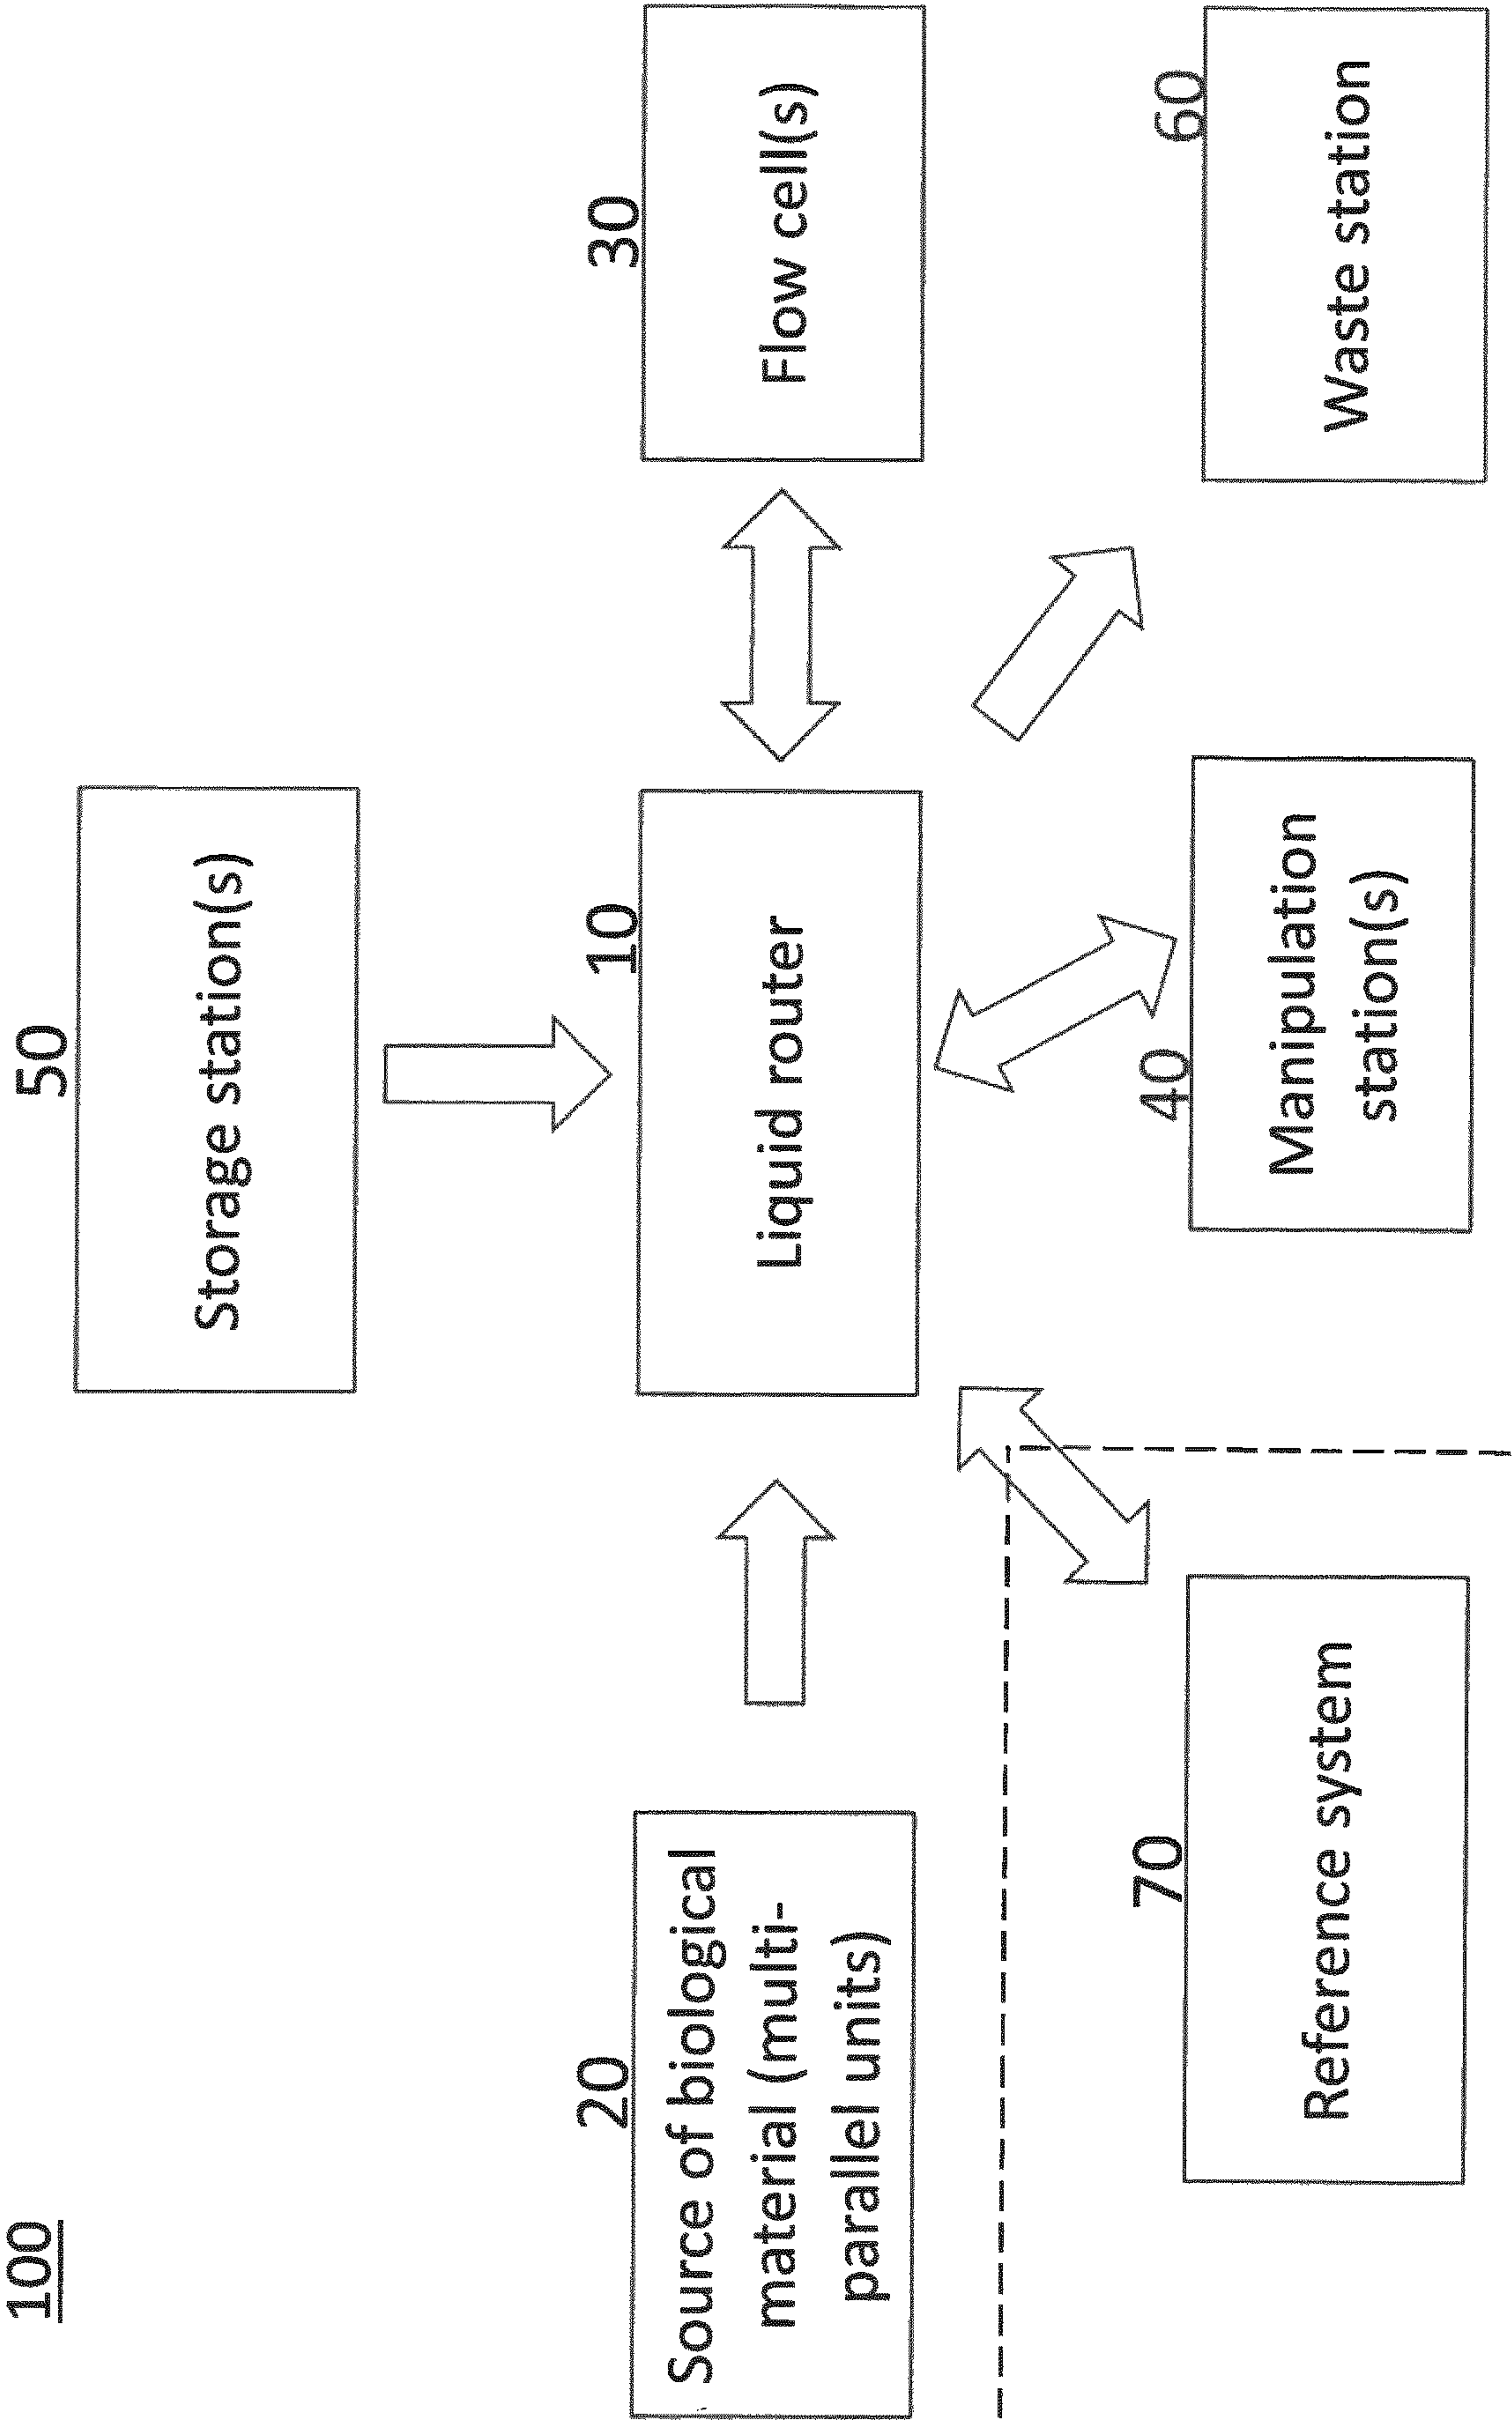 100
50
Storage station(s)
20
Source of biological
material (multi-
parallel units)
10
Liquid router
30
Flow cell(s)
70
Reference system
40
Manipulation
station(s)
60
Waste station